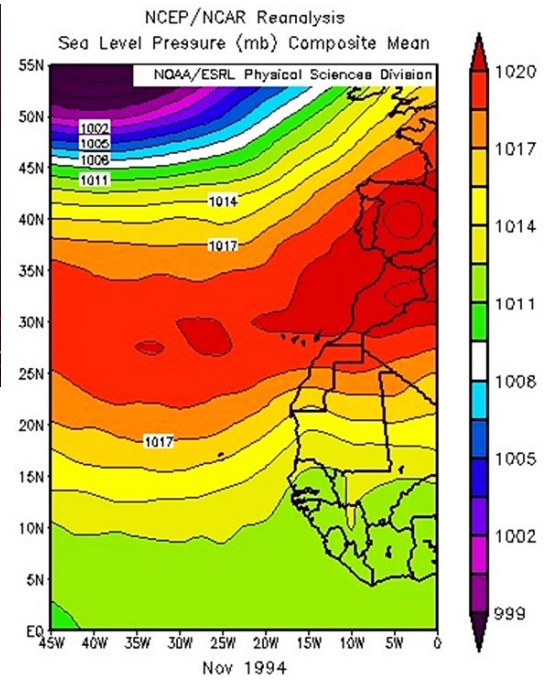 NCEP/NCAR Reanalysis
Sea Level Pressure (mb) Composite Mean
NOAA/ESRL Physical Sciences Division
55N
50N
45N
40N
35N
30N
25N
20N
15N
10N
5N
EQ
1002
1005
1008
1011
1014
1017
1017
45W 40W 35W 30W 25W 20W 15W 10W 5W 0
Nov 1994
1020
1017
1014
1011
1008
1005
1002
999